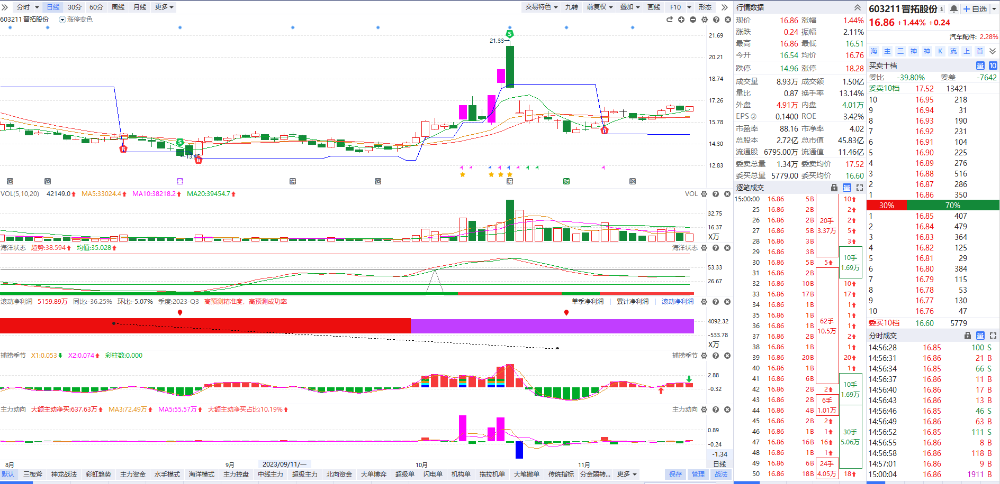 分时 日线 30分 60分 周线 月线 更多 交易特色 九转 前复权 叠加 画线 F10 形态
603211 晋拓股份 涨停变色
21.69
20.21
18.74
17.26
15.78
14.30
12.83
21.33
13.45
S
S
B
VOL(5,10,20) 42149.0 MA5:33024.4 MA10:38218.2 MA20:39454.7 VOL
32.75
16.37
X万
海洋状态 趋势:38.594 均值:35.028 海洋状态
53.33
26.67
滚动净利润 5159.89万 同比:-36.25% 环比:-5.07% 季度:2023-Q3 高预测精准度，高预测成功率 单季净利润 | 累计净利润 | 滚动净利润
4092.32
-533.78
X万
捕捞季节 X1:0.053 X2:0.074 彩柱数:0.000 捕捞季节
2.88
-0.32
主力动向 大额主动净买:637.63万 MA3:72.49万 MA5:55.57万 大额主动净买占比:10.19% 主力动向
0.89
-0.24
-1.34
8月 9月 2023/09/11/一 10月 11月 日线
默认 三板斧 神龙战法 彩虹趋势 主力资金 水手模式 海洋模式 主力控盘 中线主力 超级主力 北向资金 大单博弈 超级单 闪电单 机构单 拖拉机单 大笔撤单 传统指标 分金弱转... 更多 保存 管理 战法
行情数据
现价 16.86 涨幅 1.44%
涨跌 0.24 振幅 2.11%
最高 16.86 最低 16.51
今开 16.54 均价 16.76
跌停 14.96 涨停 18.28
成交量 8.93万 成交额 1.50亿
量比 0.87 换手率 13.14%
外盘 4.91万 内盘 4.01万
EPS③ 0.1400 ROE 3.42%
市盈率 88.16 市净率 4.02
总股本 2.72亿 总市值 45.83亿
流通股 6795.00万 流通值 11.46亿
委卖总量 1.34万 委卖均价 17.52
委买总量 5779.00 委买均价 16.60
逐笔成交 量
15:00:00 16.86 5B 10
25 16.86 2B 2
26 16.86 2B 20手 2
27 16.86 5B 3.37万 5
28 16.86 3B 3
29 16.86 3B 10手
30 16.86 5B 5 1.69万
31 16.86 2B
32 16.86 10B 10
33 16.86 17B 17
34 16.86 1B 1
35 16.86 1B 62手 1
36 16.86 1B 10.5万 1
37 16.86 2B 2
38 16.86 1B 1
39 16.86 20B 20
40 16.86 1B 1
41 16.86 6B 10手
42 16.86 2B 2 1.69万
43 16.86 2B 6手
44 16.86 4B 1.01万
45 16.86 2B 2
46 16.86 1B 1 30手
47 16.86 16B 16 5.06万
48 16.86 1B 1
49 16.86 6B 24手
50 16.86 18B 4.05万 18
603211 晋拓股份 自选
16.86 +1.44% +0.24
汽车配件: 2.28%
海 主 三 神 神 K 流 上 首
买卖十档 量 10
委比 -39.80% 委差 -7642
委卖10档 17.52 13421
10 16.95 218
9 16.94 31
8 16.93 190
7 16.92 231
6 16.91 104
5 16.90 225
4 16.89 276
3 16.88 516
2 16.87 286
1 16.86 350
30% 70%
1 16.85 407
2 16.84 479
3 16.83 364
4 16.82 125
5 16.81 29
6 16.80 384
7 16.79 115
8 16.78 53
9 16.77 130
10 16.76 47
委买10档 16.60 5779
分时成交 量
14:56:28 16.85 100 S
14:56:31 16.86 21 B
14:56:34 16.85 66 S
14:56:37 16.86 11 B
14:56:40 16.86 17 B
14:56:43 16.86 13 B
14:56:46 16.85 46 S
14:56:49 16.86 63 B
14:56:52 16.85 111 S
14:56:55 16.86 8 B
14:56:58 16.86 118 B
14:57:01 16.86 9 B
15:00:04 16.86 1911 B